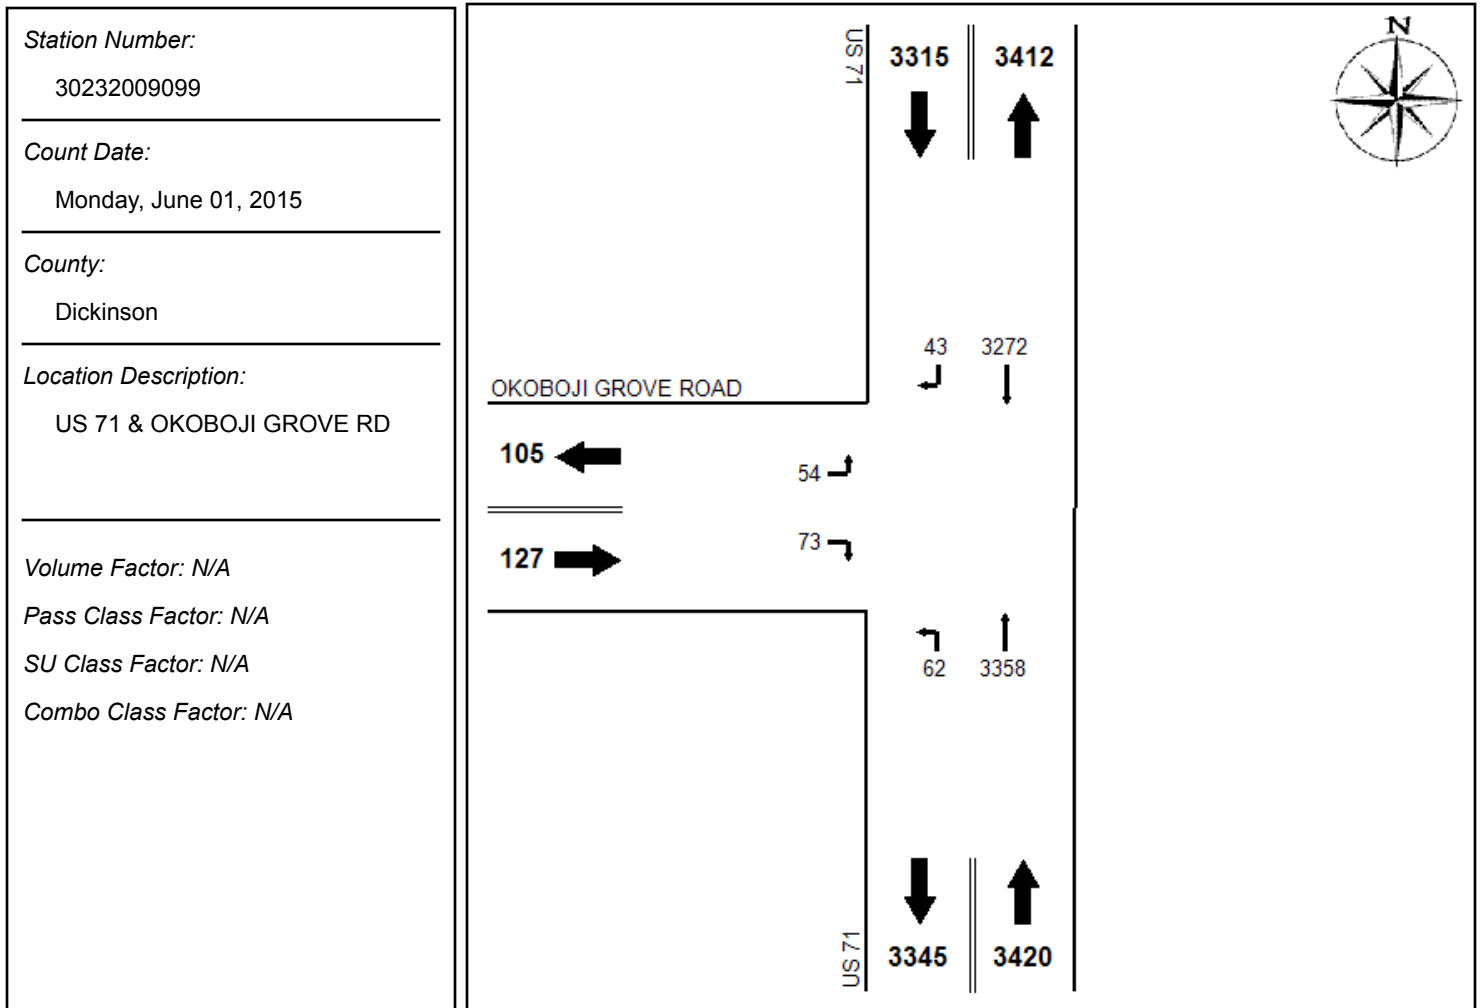 Station Number:
30232009099
Count Date:
Monday, June 01, 2015
County:
Dickinson
Location Description:
US 71 & OKOBOJI GROVE RD
Volume Factor: N/A
Pass Class Factor: N/A
SU Class Factor: N/A
Combo Class Factor: N/A
US 71
3315
3412
N
43
3272
OKOBOJI GROVE ROAD
105
54
127
73
62
3358
US 71
3345
3420